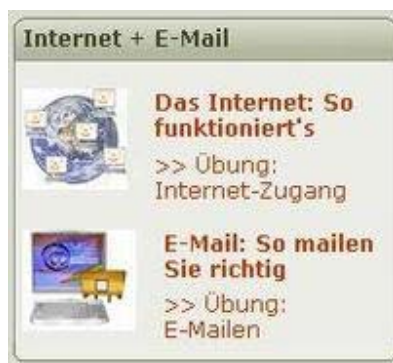 Internet + E-Mail
Das Internet: So
funktioniert's
>> Übung:
Internet-Zugang
E-Mail: So mailen
Sie richtig
>> Übung:
E-Mailen